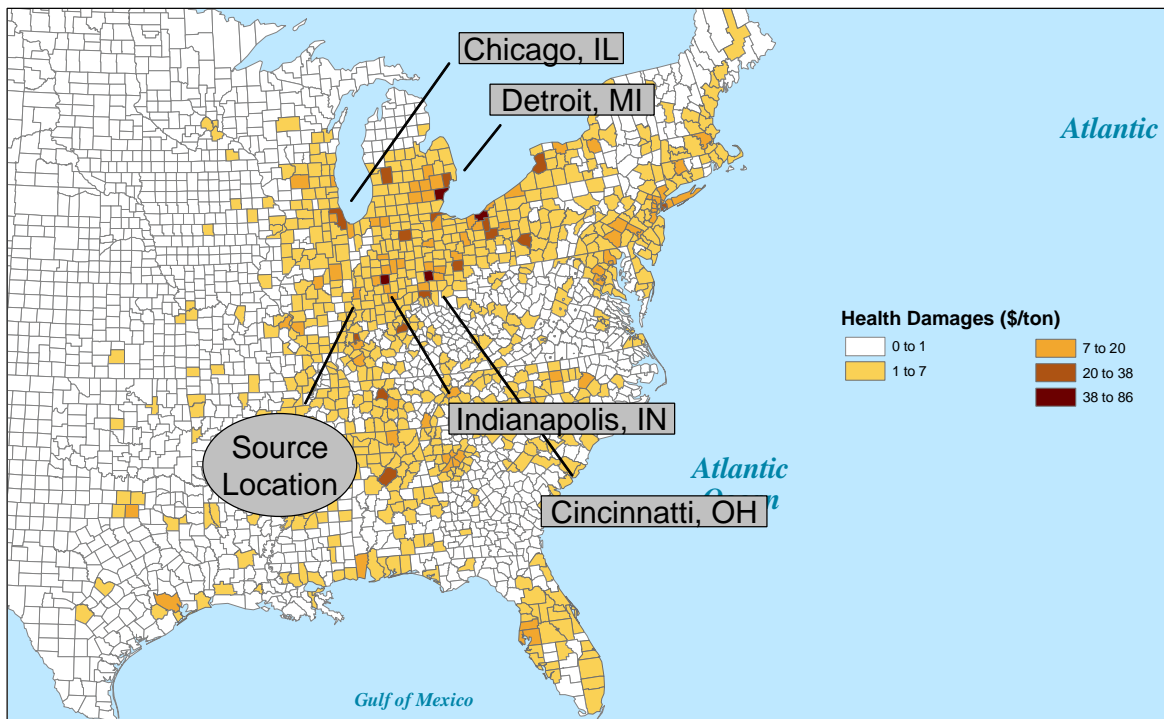 Chicago, IL
Detroit, MI
Atlantic
Health Damages ($/ton)
0 to 1
1 to 7
7 to 20
20 to 38
38 to 86
Indianapolis, IN
Source
Location
Atlantic
Cincinnatti, OH
Gulf of Mexico